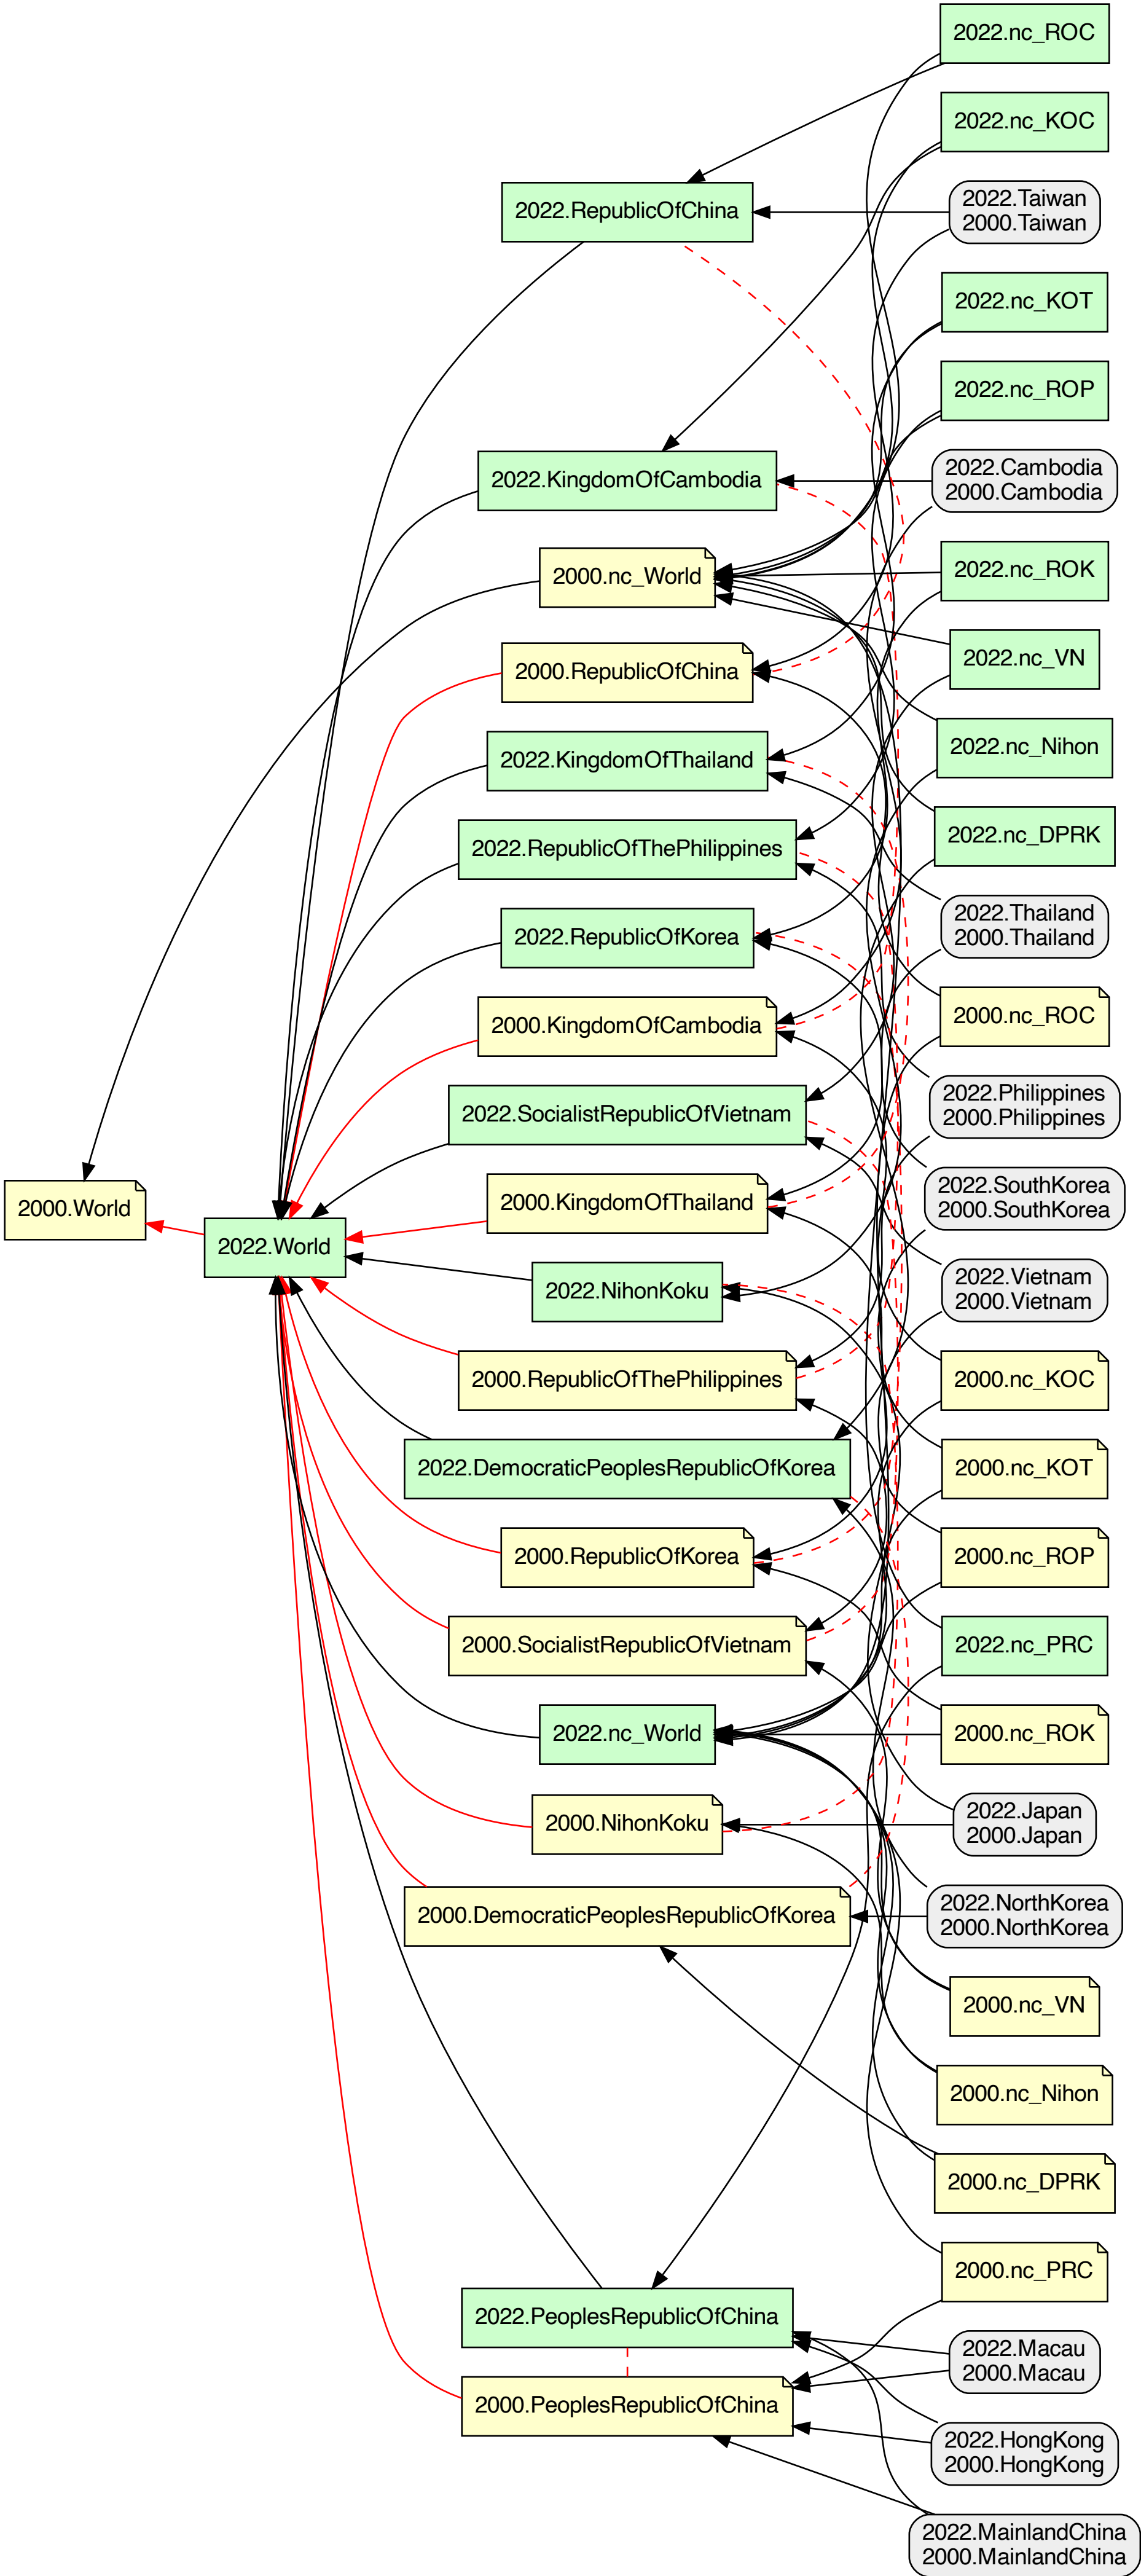 2022.nc_ROC
2022.nc_KOC
2022.Taiwan
2000.Taiwan
2022.RepublicOfChina
2022.nc_KOT
2022.nc_ROP
2022.Cambodia
2000.Cambodia
2022.KingdomOfCambodia
2022.nc_ROK
2000.nc_World
2022.nc_VN
2000.RepublicOfChina
2022.nc_Nihon
2022.KingdomOfThailand
2022.nc_DPRK
2022.RepublicOfThePhilippines
2022.Thailand
2000.Thailand
2022.RepublicOfKorea
2000.nc_ROC
2000.KingdomOfCambodia
2022.Philippines
2000.Philippines
2022.SocialistRepublicOfVietnam
2022.SouthKorea
2000.SouthKorea
2000.KingdomOfThailand
2000.World
2022.World
2022.Vietnam
2000.Vietnam
2022.NihonKoku
2000.nc_KOC
2000.RepublicOfThePhilippines
2000.nc_KOT
2022.DemocraticPeoplesRepublicOfKorea
2000.nc_ROP
2000.RepublicOfKorea
2022.nc_PRC
2000.SocialistRepublicOfVietnam
2000.nc_ROK
2022.nc_World
2022.Japan
2000.Japan
2000.NihonKoku
2022.NorthKorea
2000.NorthKorea
2000.DemocraticPeoplesRepublicOfKorea
2000.nc_VN
2000.nc_Nihon
2000.nc_DPRK
2000.nc_PRC
2022.PeoplesRepublicOfChina
2022.Macau
2000.Macau
2000.PeoplesRepublicOfChina
2022.HongKong
2000.HongKong
2022.MainlandChina
2000.MainlandChina